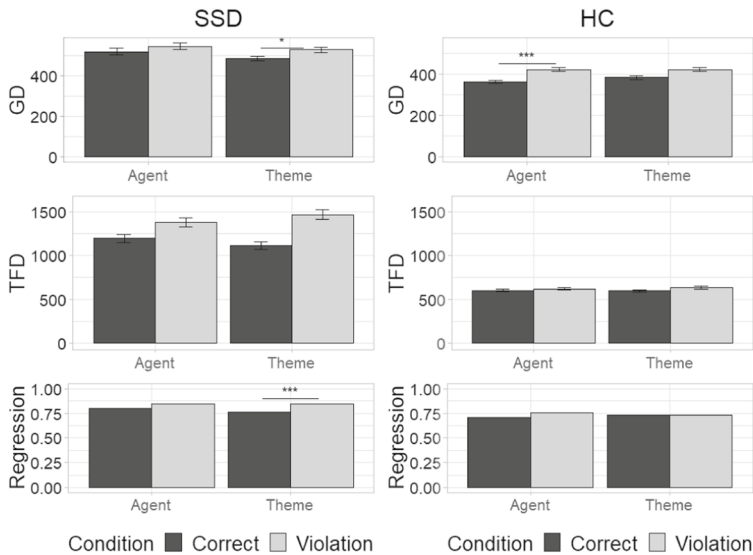 SSD
HC
*
GD
400
200
0
Agent
Theme
***
GD
400
200
0
Agent
Theme
TFD
1500
1000
500
0
Agent
Theme
TFD
1500
1000
500
0
Agent
Theme
***
Regression
1.00
0.75
0.50
0.25
0.00
Agent
Theme
Regression
1.00
0.75
0.50
0.25
0.00
Agent
Theme
Condition Correct Violation
Condition Correct Violation